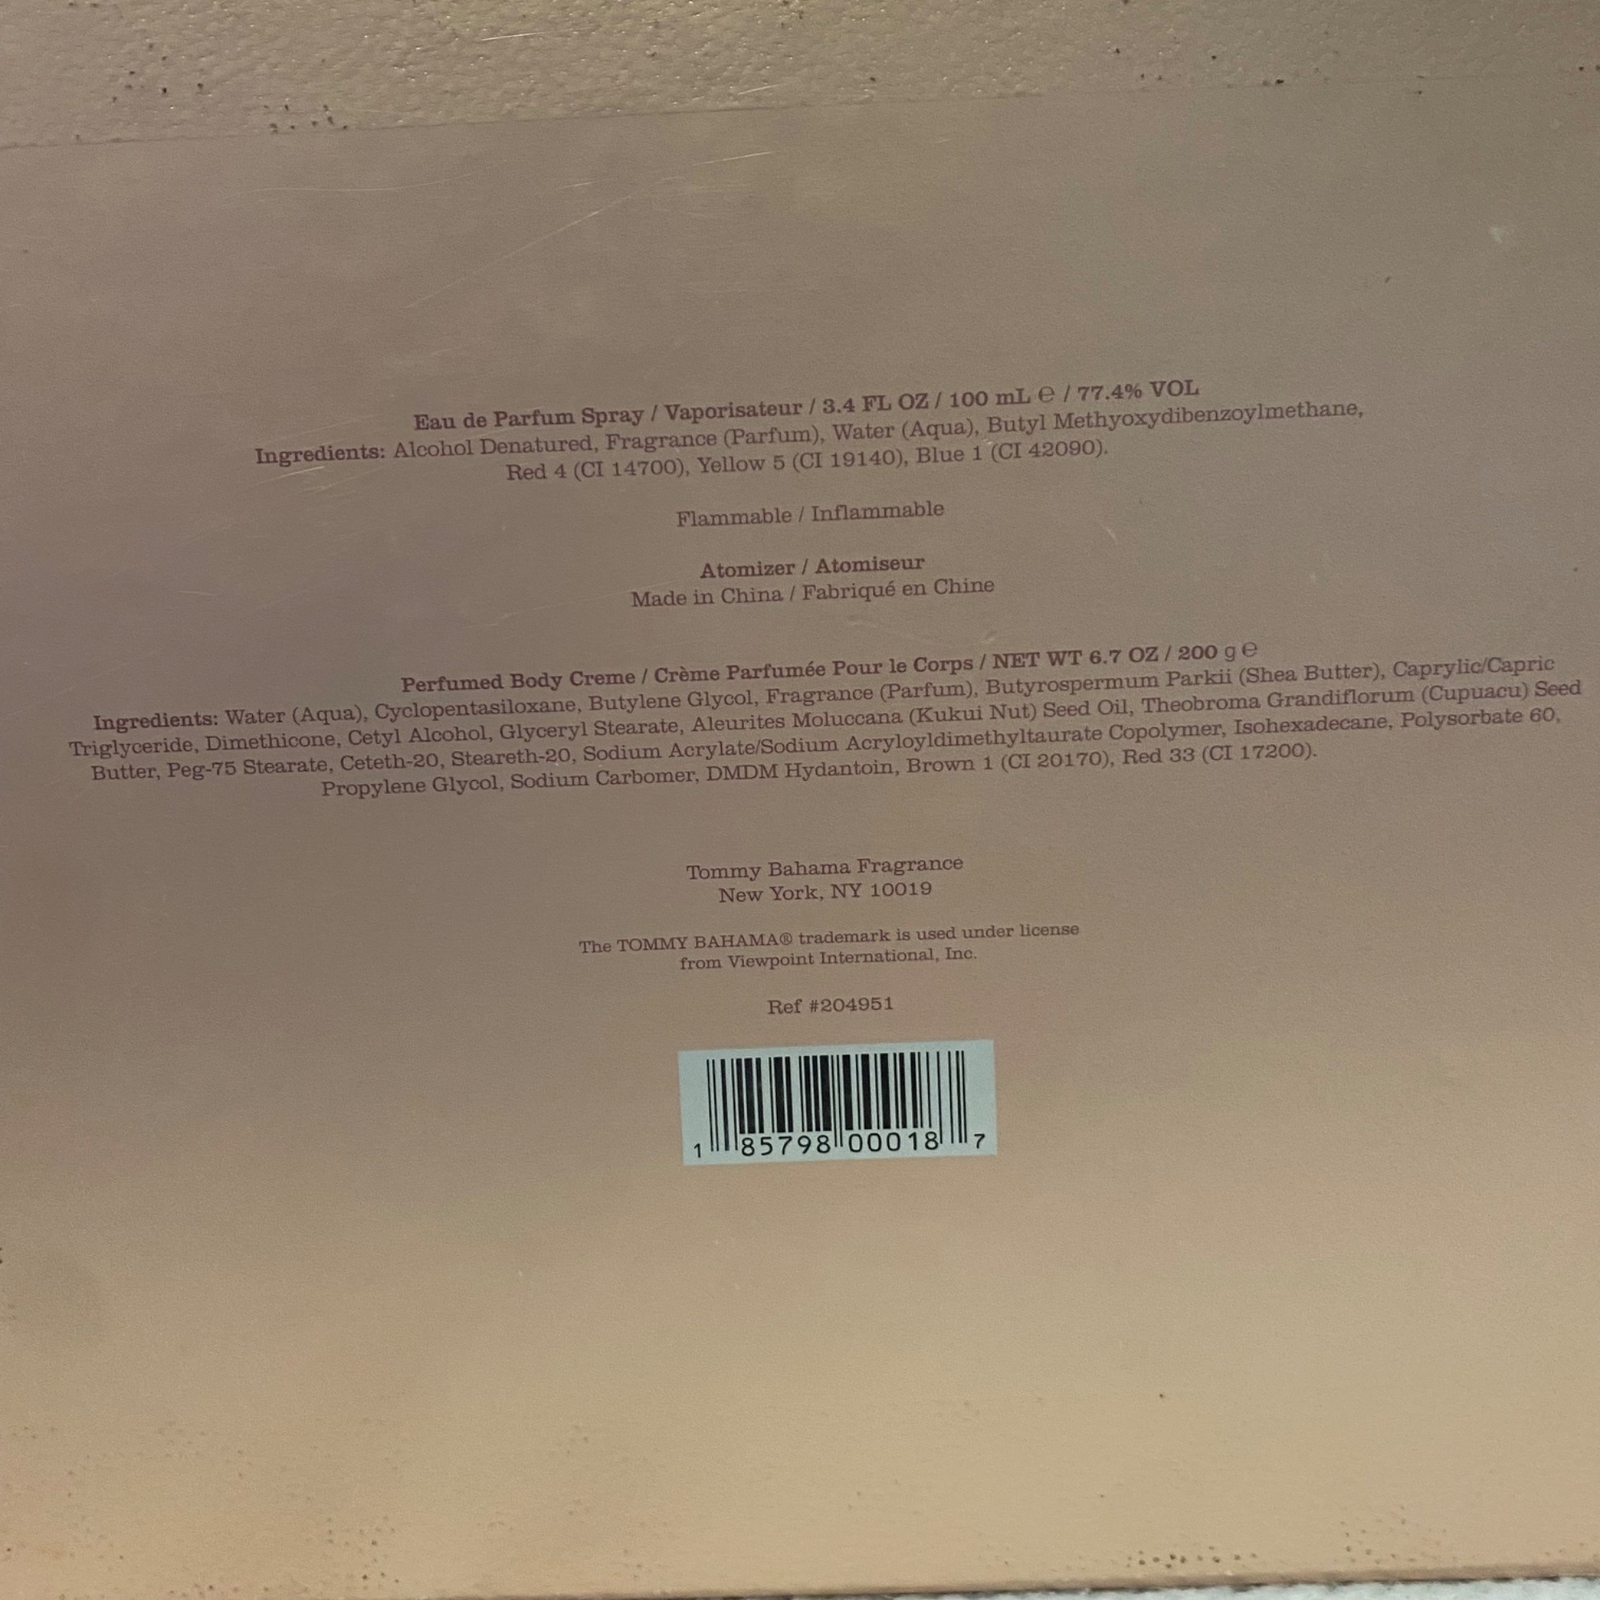 Eau de Parfum Spray / Vaporisateur / 3.4 FL OZ / 100 mL ℮ / 77.4% VOL
Ingredients: Alcohol Denatured, Fragrance (Parfum), Water (Aqua), Butyl Methyoxydibenzoylmethane,
Red 4 (CI 14700), Yellow 5 (CI 19140), Blue 1 (CI 42090).
Flammable / Inflammable
Atomizer / Atomiseur
Made in China / Fabriqué en Chine
Perfumed Body Creme / Crème Parfumée Pour le Corps / NET WT 6.7 OZ / 200 g ℮
Ingredients: Water (Aqua), Cyclopentasiloxane, Butylene Glycol, Fragrance (Parfum), Butyrospermum Parkii (Shea Butter), Caprylic/Capric
Triglyceride, Dimethicone, Cetyl Alcohol, Glyceryl Stearate, Aleurites Moluccana (Kukui Nut) Seed Oil, Theobroma Grandiflorum (Cupuacu) Seed
Butter, Peg-75 Stearate, Ceteth-20, Steareth-20, Sodium Acrylate/Sodium Acryloyldimethyltaurate Copolymer, Isohexadecane, Polysorbate 60,
Propylene Glycol, Sodium Carbomer, DMDM Hydantoin, Brown 1 (CI 20170), Red 33 (CI 17200).
Tommy Bahama Fragrance
New York, NY 10019
The TOMMY BAHAMA® trademark is used under license
from Viewpoint International, Inc.
Ref #204951
1 85798 00018 7